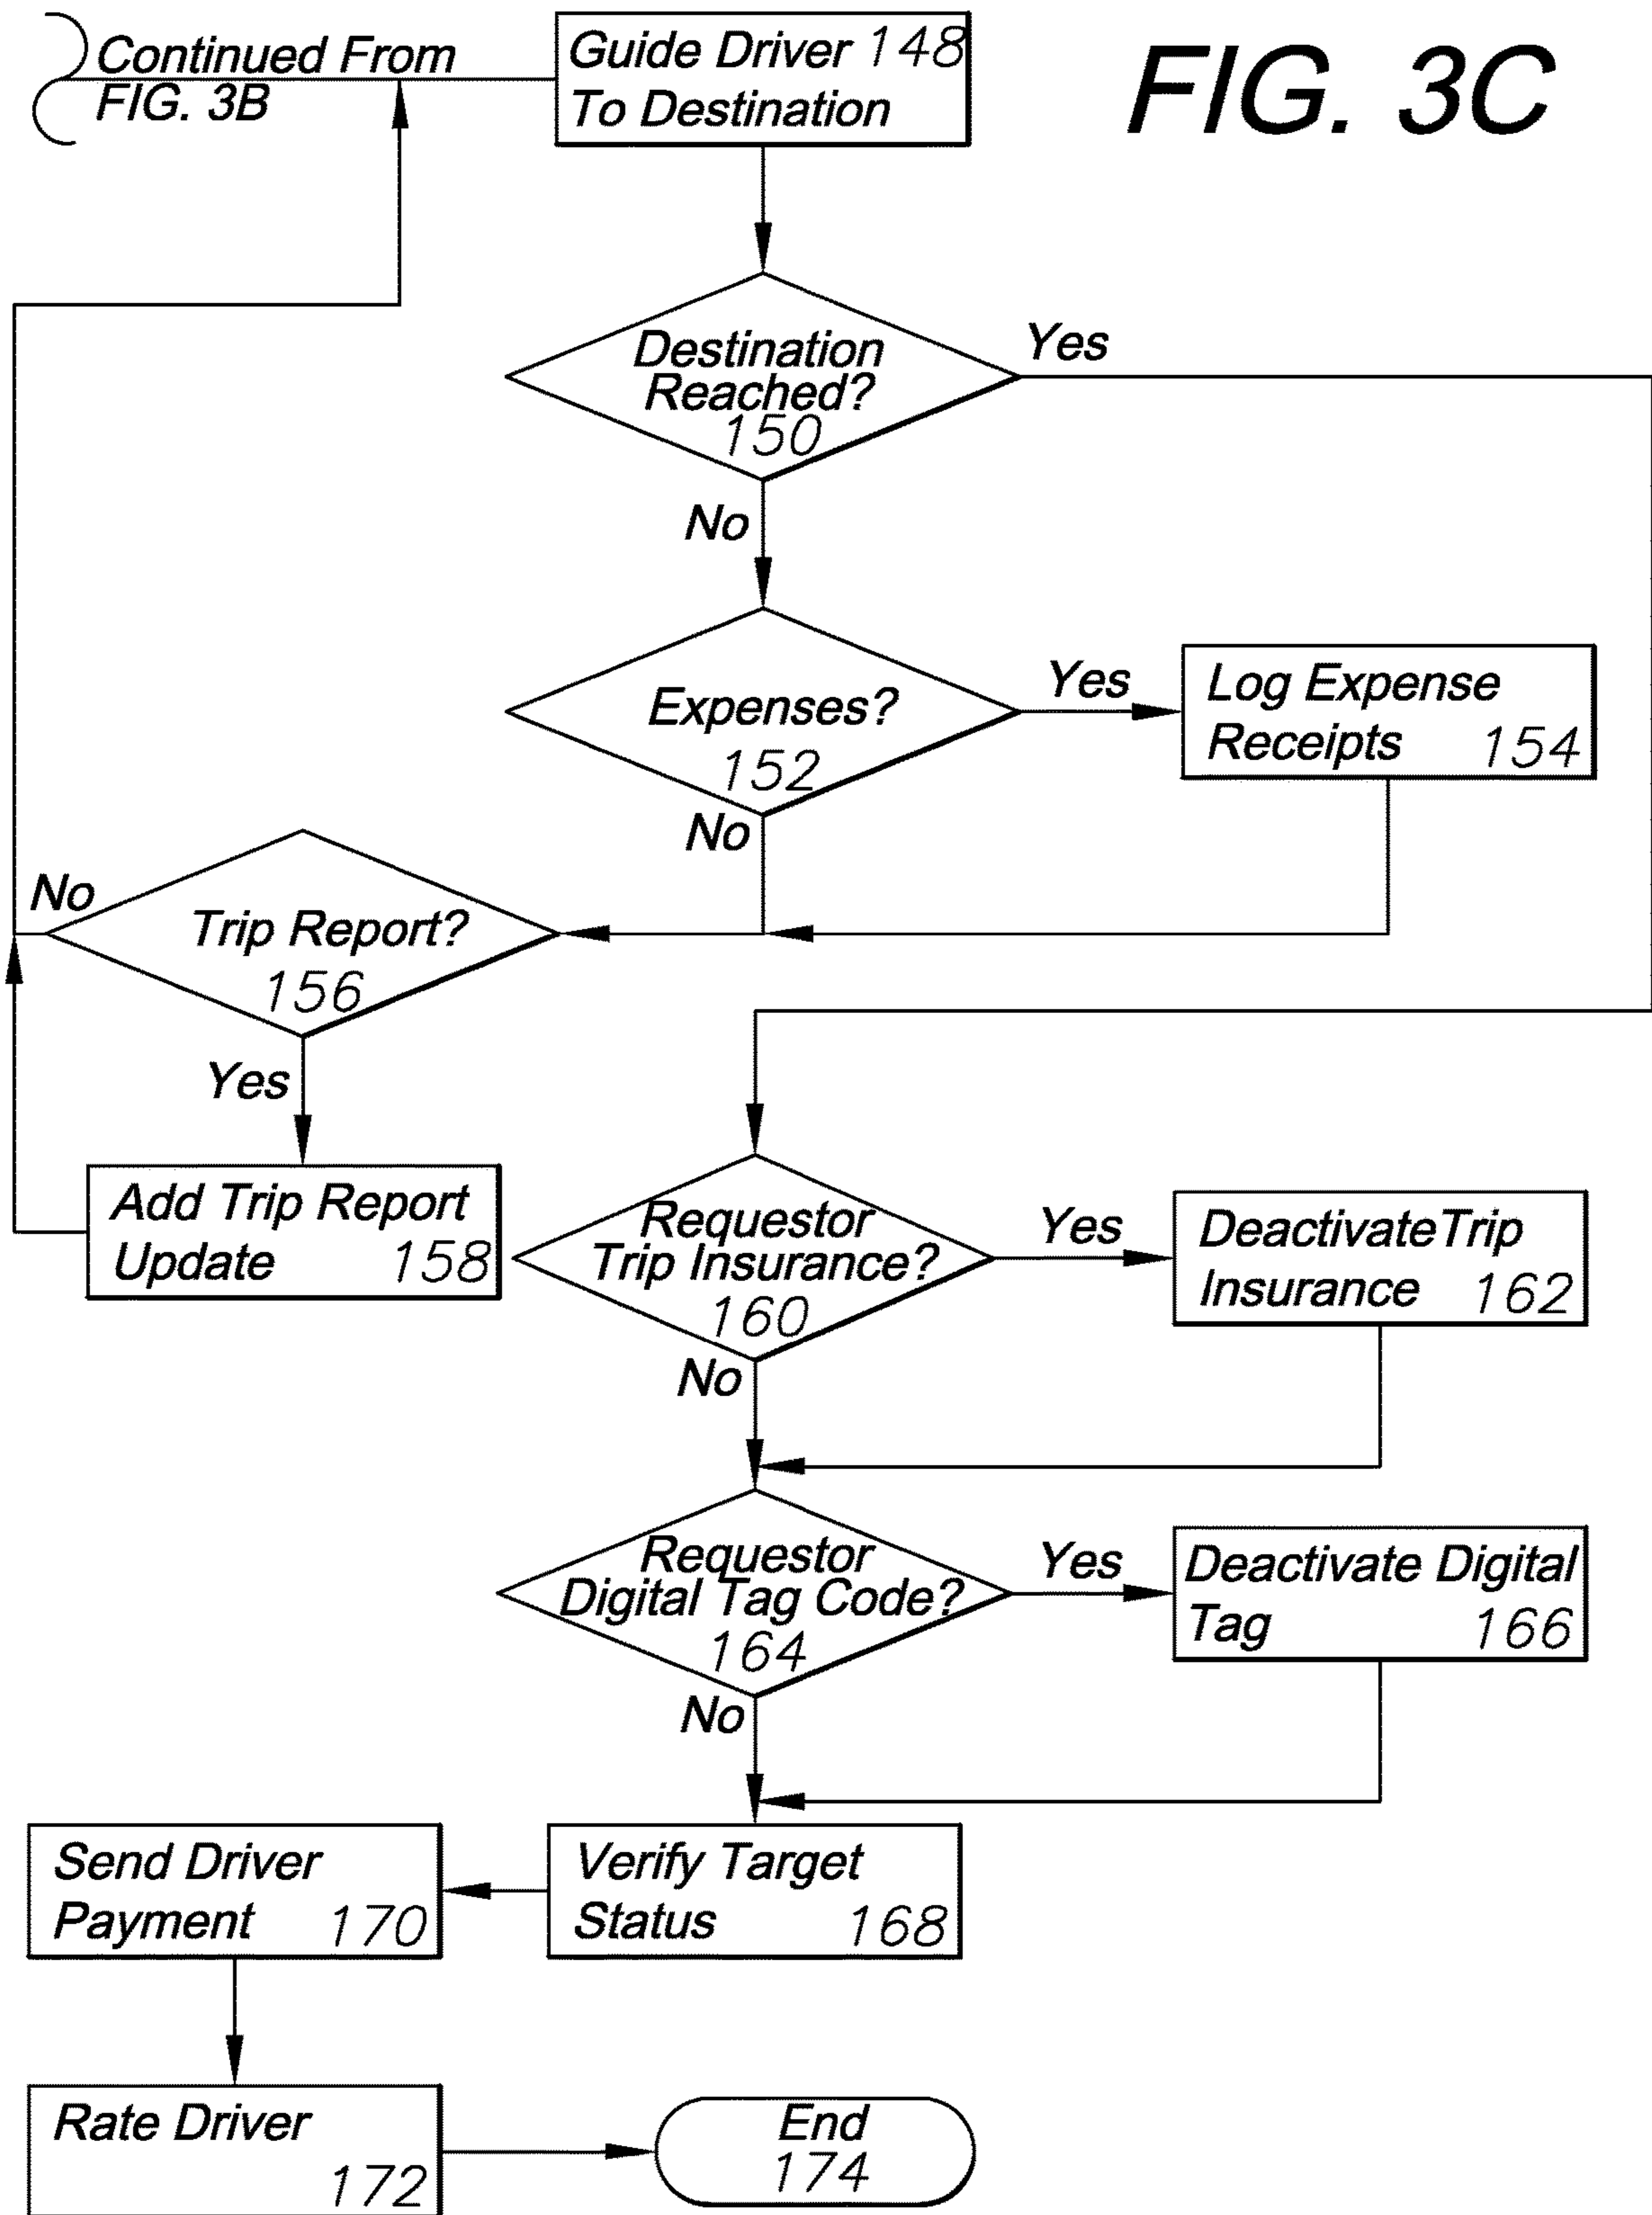 Continued From
FIG. 3B
Guide Driver 148
To Destination
FIG. 3C
Destination
Reached?
150
Yes
No
Expenses?
152
Yes
Log Expense
Receipts 154
No
Trip Report?
156
No
Yes
Add Trip Report
Update 158
Requestor
Trip Insurance?
160
Yes
DeactivateTrip
Insurance 162
No
Requestor
Digital Tag Code?
164
Yes
Deactivate Digital
Tag 166
No
Verify Target
Status 168
Send Driver
Payment 170
Rate Driver
172
End
174